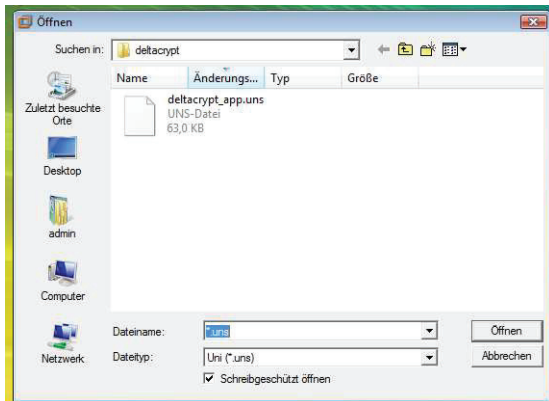 Öffnen
Suchen in: deltacrypt
Name Änderungs... Typ Größe
deltacrypt_app.uns
UNS-Datei
63,0 KB
Zuletzt besuchte
Orte
Desktop
admin
Computer
Netzwerk
Dateiname: *.uns Öffnen
Dateityp: Uni (*.uns) Abbrechen
Schreibgeschützt öffnen